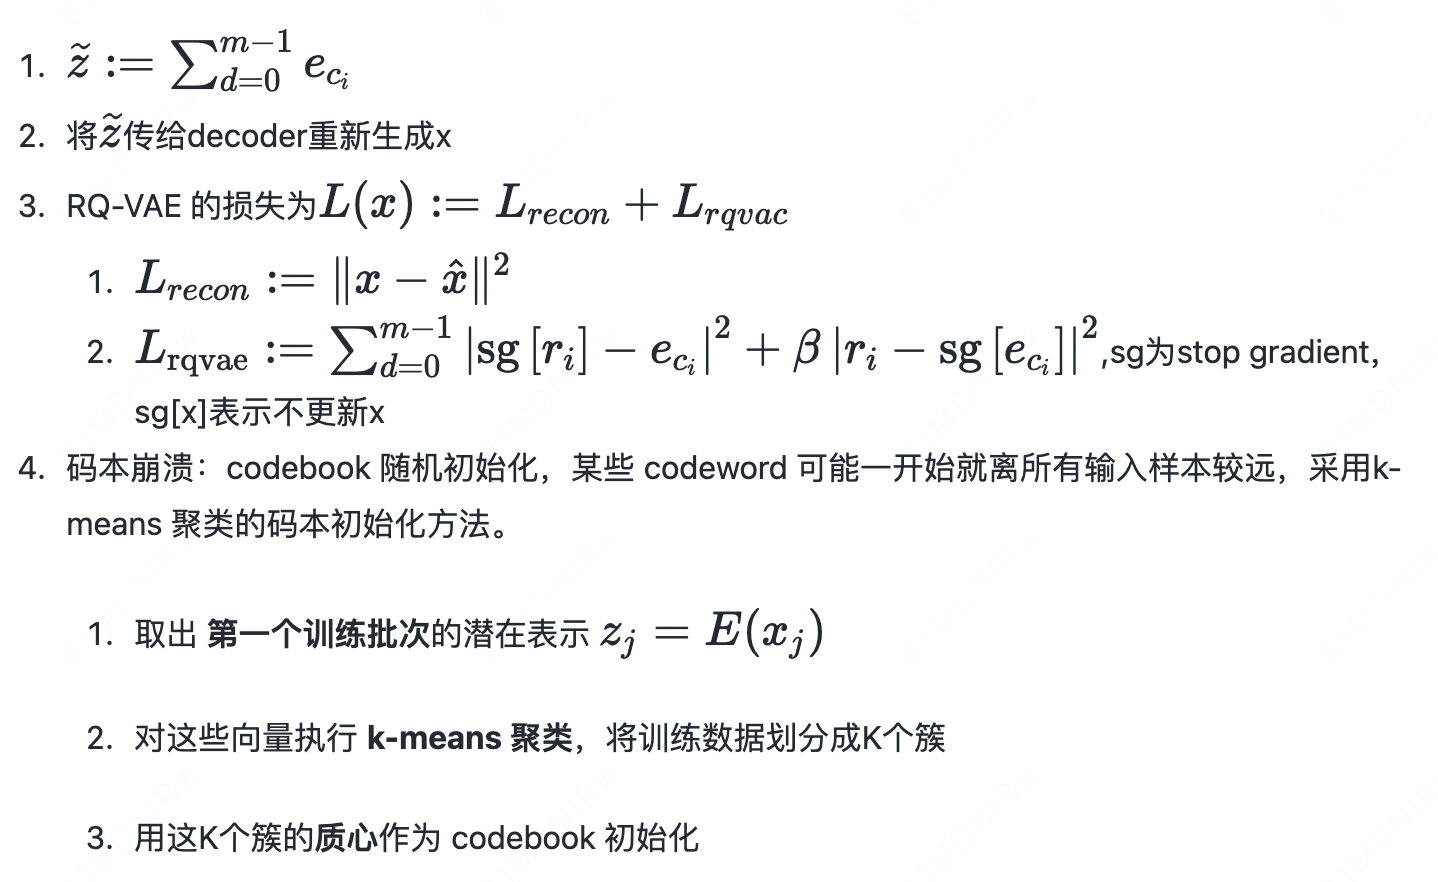 1. z̃ := ∑_{d=0}^{m−1} e_{c_i}
2. 将z̃传给decoder重新生成x
3. RQ-VAE 的损失为L(x) := L_{recon} + L_{rqvac}
1. L_{recon} := ‖x − x̂‖²
2. L_{rqvae} := ∑_{d=0}^{m−1} |sg [r_i] − e_{c_i}|² + β |r_i − sg [e_{c_i}]|²,sg为stop gradient，
sg[x]表示不更新x
4. 码本崩溃：codebook 随机初始化，某些 codeword 可能一开始就离所有输入样本较远，采用k-
means 聚类的码本初始化方法。
1. 取出 第一个训练批次的潜在表示 z_j = E(x_j)
2. 对这些向量执行 k-means 聚类，将训练数据划分成K个簇
3. 用这K个簇的质心作为 codebook 初始化